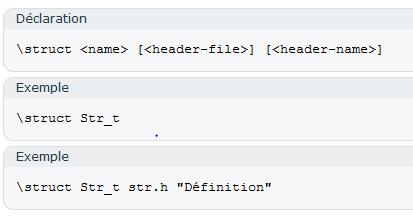 Déclaration
\struct <name> [<header-file>] [<header-name>]
Exemple
\struct Str_t
Exemple
\struct Str_t str.h "Définition"